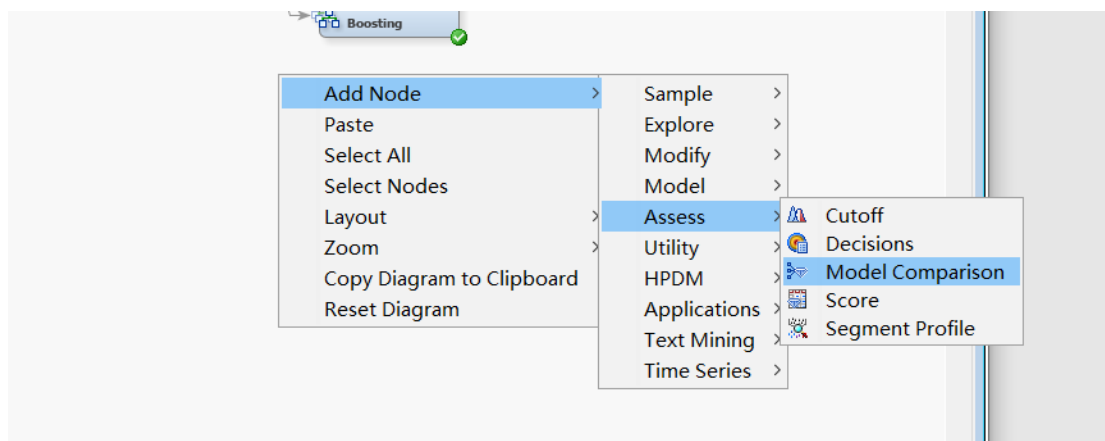 Boosting
Add Node
Paste
Select All
Select Nodes
Layout
Zoom
Copy Diagram to Clipboard
Reset Diagram
Sample
Explore
Modify
Model
Assess
Utility
HPDM
Applications
Text Mining
Time Series
Cutoff
Decisions
Model Comparison
Score
Segment Profile